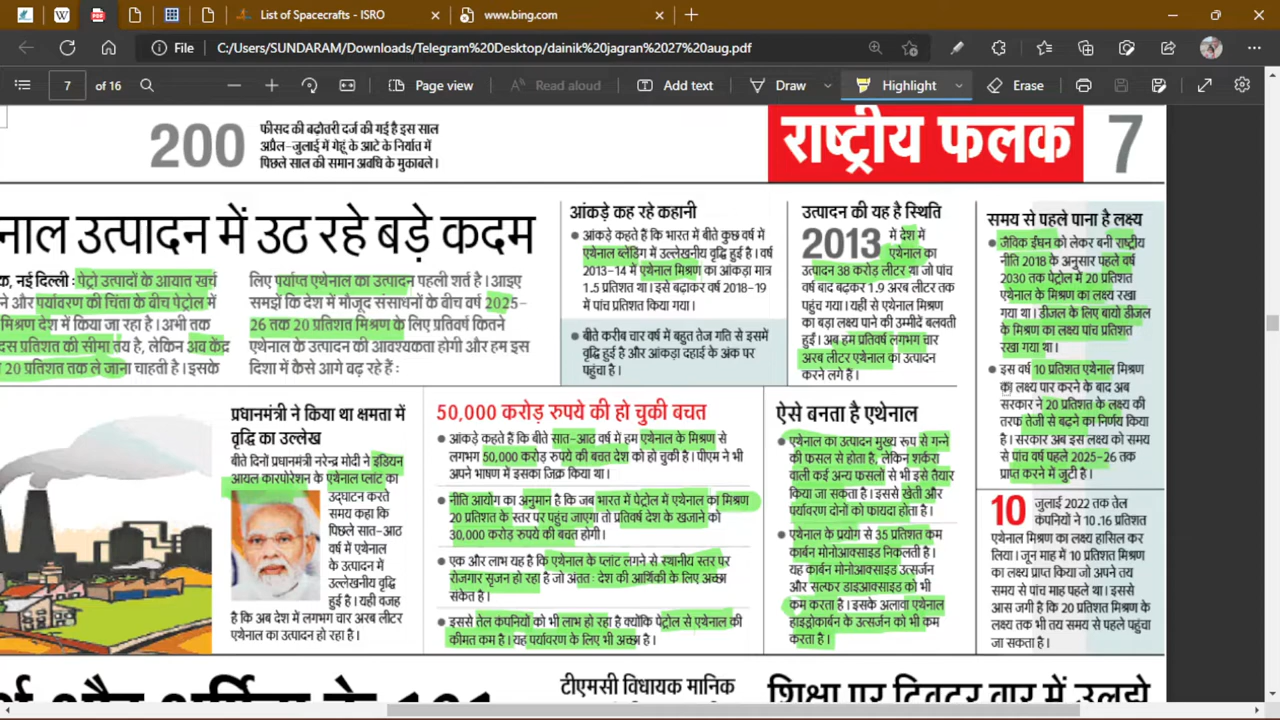 List of Spacecrafts - ISRO
www.bing.com
File
C:/Users/SUNDARAM/Downloads/Telegram%20Desktop/dainik%20jagran%2027%20aug.pdf
7 of 16
Page view
Read aloud
Add text
Draw
Highlight
Erase
200
फीसद की बढ़ोतरी दर्ज की गई है इस साल
अप्रैल-जुलाई में गेहूं के आटे के निर्यात में
पिछले साल की समान अवधि के मुकाबले।
राष्ट्रीय फलक 7
नाल उत्पादन में उठ रहे बड़े कदम
क, नई दिल्ली : पेट्रो उत्पादों के आयात खर्च
ने और पर्यावरण की चिंता के बीच पेट्रोल में
मिश्रण देश में किया जा रहा है। अभी तक
दस प्रतिशत की सीमा तय है, लेकिन अब केंद्र
20 प्रतिशत तक ले जाना चाहती है। इसके
लिए पर्याप्त एथेनाल का उत्पादन पहली शर्त है। आइए
समझें कि देश में मौजूद संसाधनों के बीच वर्ष 2025-
26 तक 20 प्रतिशत मिश्रण के लिए प्रतिवर्ष कितने
एथेनाल के उत्पादन की आवश्यकता होगी और हम इस
दिशा में कैसे आगे बढ़ रहे हैं :
आंकड़े कह रहे कहानी
आंकड़े कहते हैं कि भारत में बीते कुछ वर्ष में
एथेनाल ब्लेंडिंग में उल्लेखनीय वृद्धि हुई है। वर्ष
2013-14 में एथेनाल मिश्रण का आंकड़ा मात्र
1.5 प्रतिशत था। इसे बढ़ाकर वर्ष 2018-19
में पांच प्रतिशत किया गया।
बीते करीब चार वर्ष में बहुत तेज गति से इसमें
वृद्धि हुई है और आंकड़ा दहाई के अंक पर
पहुंचा है।
उत्पादन की यह है स्थिति
2013 में देश में
एथेनाल का
उत्पादन 38 करोड़ लीटर था जो पांच
वर्ष बाद बढ़कर 1.9 अरब लीटर तक
पहुंच गया। यही से एथेनाल मिश्रण
का बड़ा लक्ष्य पाने की उम्मीदें बलवती
हुईं। अब हम प्रतिवर्ष लगभग चार
अरब लीटर एथेनाल का उत्पादन
करने लगे हैं।
समय से पहले पाना है लक्ष्य
जैविक ईंधन को लेकर बनी राष्ट्रीय
नीति 2018 के अनुसार पहले वर्ष
2030 तक पेट्रोल में 20 प्रतिशत
एथेनाल के मिश्रण का लक्ष्य रखा
गया था। डीजल के लिए बायो डीजल
के मिश्रण का लक्ष्य पांच प्रतिशत
रखा गया था।
इस वर्ष 10 प्रतिशत एथेनाल मिश्रण
का लक्ष्य पार करने के बाद अब
सरकार ने 20 प्रतिशत के लक्ष्य की
तरफ तेजी से बढ़ने का निर्णय किया
है। सरकार अब इस लक्ष्य को समय
से पांच वर्ष पहले 2025-26 तक
प्राप्त करने में जुटी है।
प्रधानमंत्री ने किया था क्षमता में
वृद्धि का उल्लेख
बीते दिनों प्रधानमंत्री नरेन्द्र मोदी ने इंडियन
आयल कारपोरेशन के एथेनाल प्लांट का
उद्घाटन करते
समय कहा कि
पिछले सात-आठ
वर्ष में एथेनाल
के उत्पादन में
उल्लेखनीय वृद्धि
हुई है। यही वजह
है कि अब देश में लगभग चार अरब लीटर
एथेनाल का उत्पादन हो रहा है।
50,000 करोड़ रुपये की हो चुकी बचत
आंकड़े कहते हैं कि बीते सात-आठ वर्ष में हम एथेनाल के मिश्रण से
लगभग 50,000 करोड़ रुपये की बचत देश को हो चुकी है। पीएम ने भी
अपने भाषण में इसका जिक्र किया था।
नीति आयोग का अनुमान है कि जब भारत में पेट्रोल में एथेनाल का मिश्रण
20 प्रतिशत के स्तर पर पहुंच जाएगा तो प्रतिवर्ष देश के खजाने को
30,000 करोड़ रुपये की बचत होगी।
एक और लाभ यह है कि एथेनाल के प्लांट लगने से स्थानीय स्तर पर
रोजगार सृजन हो रहा है जो अंतत: देश की आर्थिकी के लिए अच्छा
संकेत है।
इससे तेल कंपनियों को भी लाभ हो रहा है क्योंकि पेट्रोल से एथेनाल की
कीमत कम है। यह पर्यावरण के लिए भी अच्छा है।
ऐसे बनता है एथेनाल
एथेनाल का उत्पादन मुख्य रूप से गन्ने
की फसल से होता है, लेकिन शर्करा
वाली कई अन्य फसलों से भी इसे तैयार
किया जा सकता है। इससे खेती और
पर्यावरण दोनों को फायदा होता है।
एथेनाल के प्रयोग से 35 प्रतिशत कम
कार्बन मोनोआक्साइड निकलती है।
यह कार्बन मोनोआक्साइड उत्सर्जन
और सल्फर डाइआक्साइड को भी
कम करता है। इसके अलावा एथेनाल
हाइड्रोकार्बन के उत्सर्जन को भी कम
करता है।
10 जुलाई 2022 तक तेल
कंपनियों ने 10.16 प्रतिशत
एथेनाल मिश्रण का लक्ष्य हासिल कर
लिया। जून माह में 10 प्रतिशत मिश्रण
का लक्ष्य प्राप्त किया जो अपने तय
समय से पांच माह पहले था। इससे
आस जगी है कि 20 प्रतिशत मिश्रण के
लक्ष्य तक भी तय समय से पहले पहुंचा
जा सकता है।
टीएमसी विधायक मानिक
शिक्षा पर ट्विटर वार में उलझे